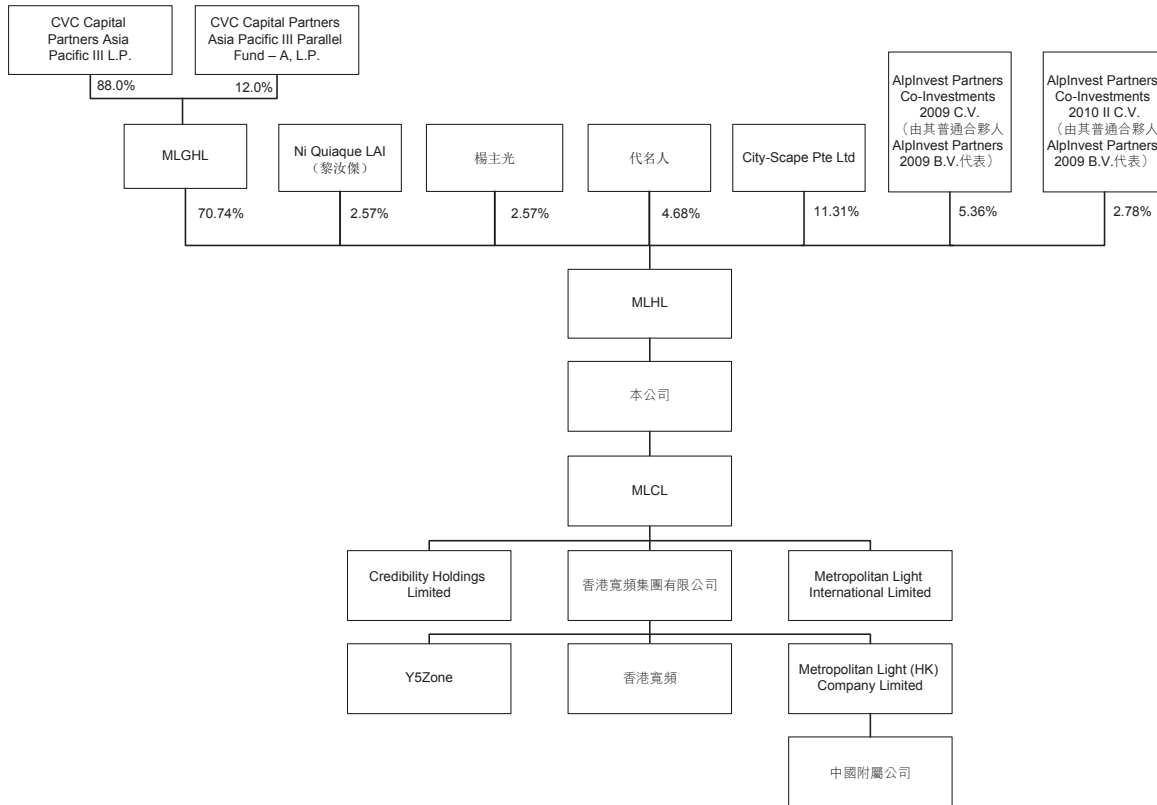 CVC Capital
Partners Asia
Pacific III L.P.
CVC Capital Partners
Asia Pacific III Parallel
Fund – A, L.P.
88.0%
12.0%
MLGHL
Ni Quiaque LAI
（黎汝傑）
楊主光
代名人
City-Scape Pte Ltd
AlpInvest Partners
Co-Investments
2009 C.V.
（由其普通合夥人
AlpInvest Partners
2009 B.V.代表）
AlpInvest Partners
Co-Investments
2010 II C.V.
（由其普通合夥人
AlpInvest Partners
2009 B.V.代表）
70.74%
2.57%
2.57%
4.68%
11.31%
5.36%
2.78%
MLHL
本公司
MLCL
Credibility Holdings
Limited
香港寬頻集團有限公司
Metropolitan Light
International Limited
Y5Zone
香港寬頻
Metropolitan Light (HK)
Company Limited
中國附屬公司